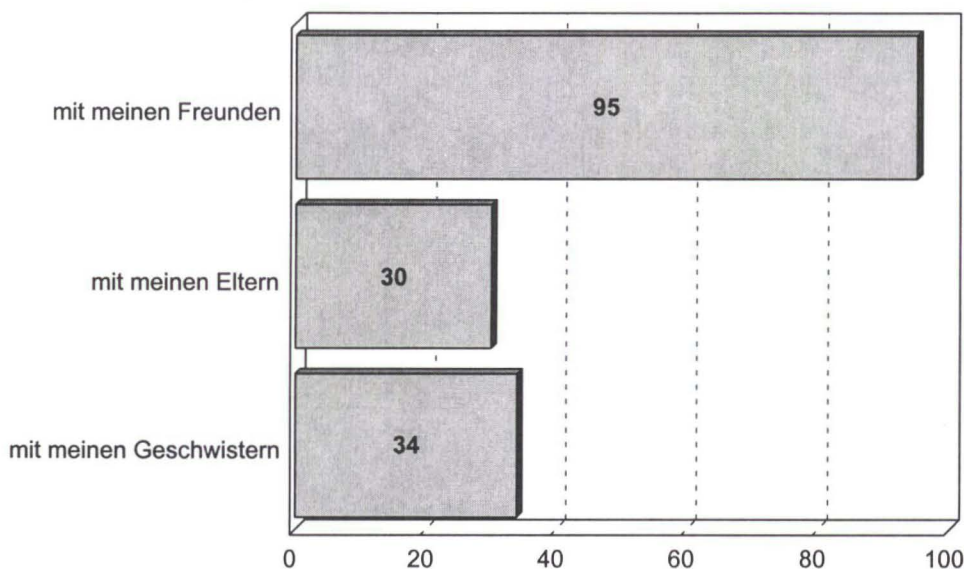 mit meinen Freunden
95
mit meinen Eltern
30
mit meinen Geschwistern
34
0 20 40 60 80 100